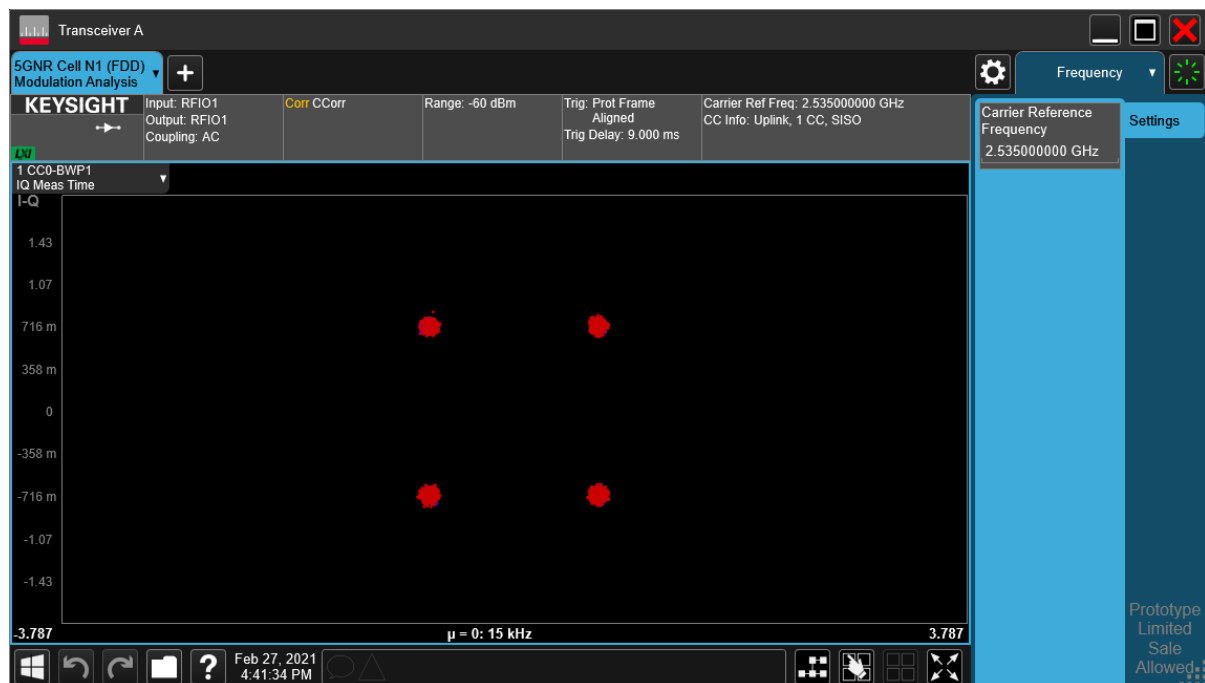 Transceiver A
5GNR Cell N1 (FDD)
Modulation Analysis
Frequency
KEYSIGHT
LXI
Input: RFIO1
Output: RFIO1
Coupling: AC
Corr CCorr
Range: -60 dBm
Trig: Prot Frame
Aligned
Trig Delay: 9.000 ms
Carrier Ref Freq: 2.535000000 GHz
CC Info: Uplink, 1 CC, SISO
Carrier Reference
Frequency
2.535000000 GHz
Settings
1 CC0-BWP1
IQ Meas Time
I-Q
1.43
1.07
716 m
358 m
0
-358 m
-716 m
-1.07
-1.43
-3.787
μ = 0: 15 kHz
3.787
Prototype
Limited
Sale
Allowed
?
Feb 27, 2021
4:41:34 PM